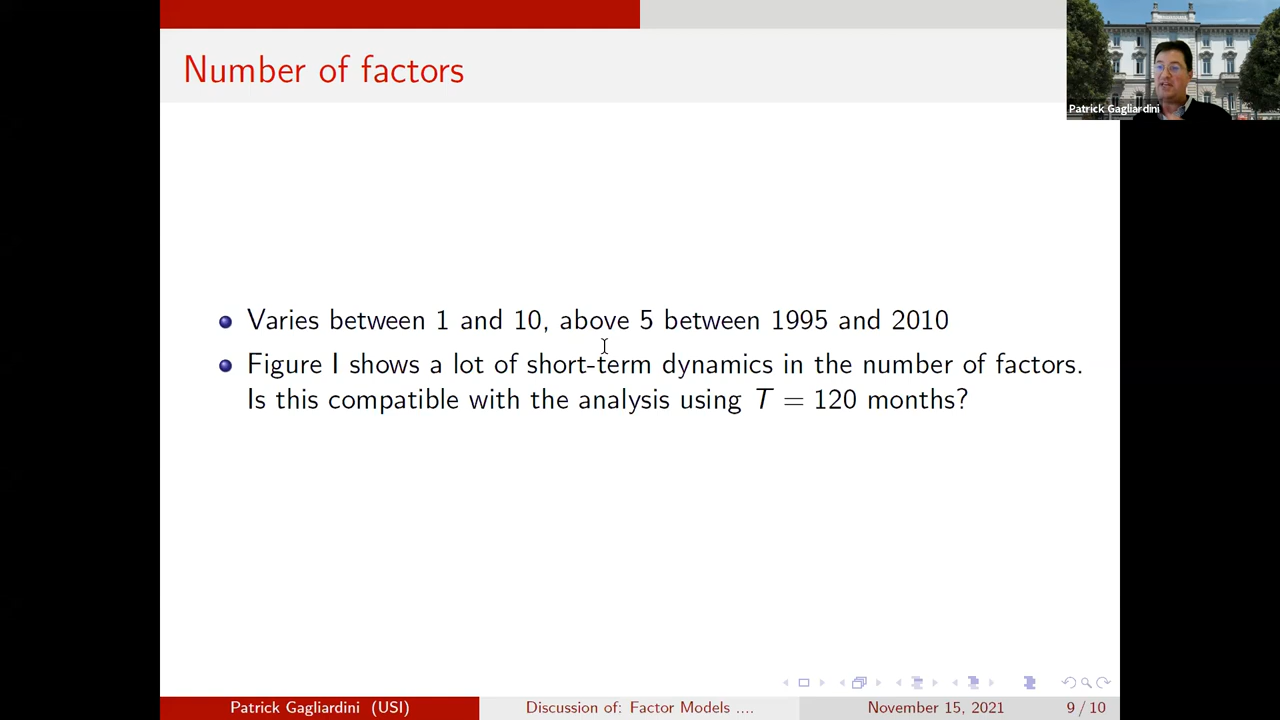 Number of factors
Patrick Gagliardini
Varies between 1 and 10, above 5 between 1995 and 2010
Figure I shows a lot of short-term dynamics in the number of factors.
Is this compatible with the analysis using T = 120 months?
Patrick Gagliardini (USI)
Discussion of: Factor Models ....
November 15, 2021
9 / 10